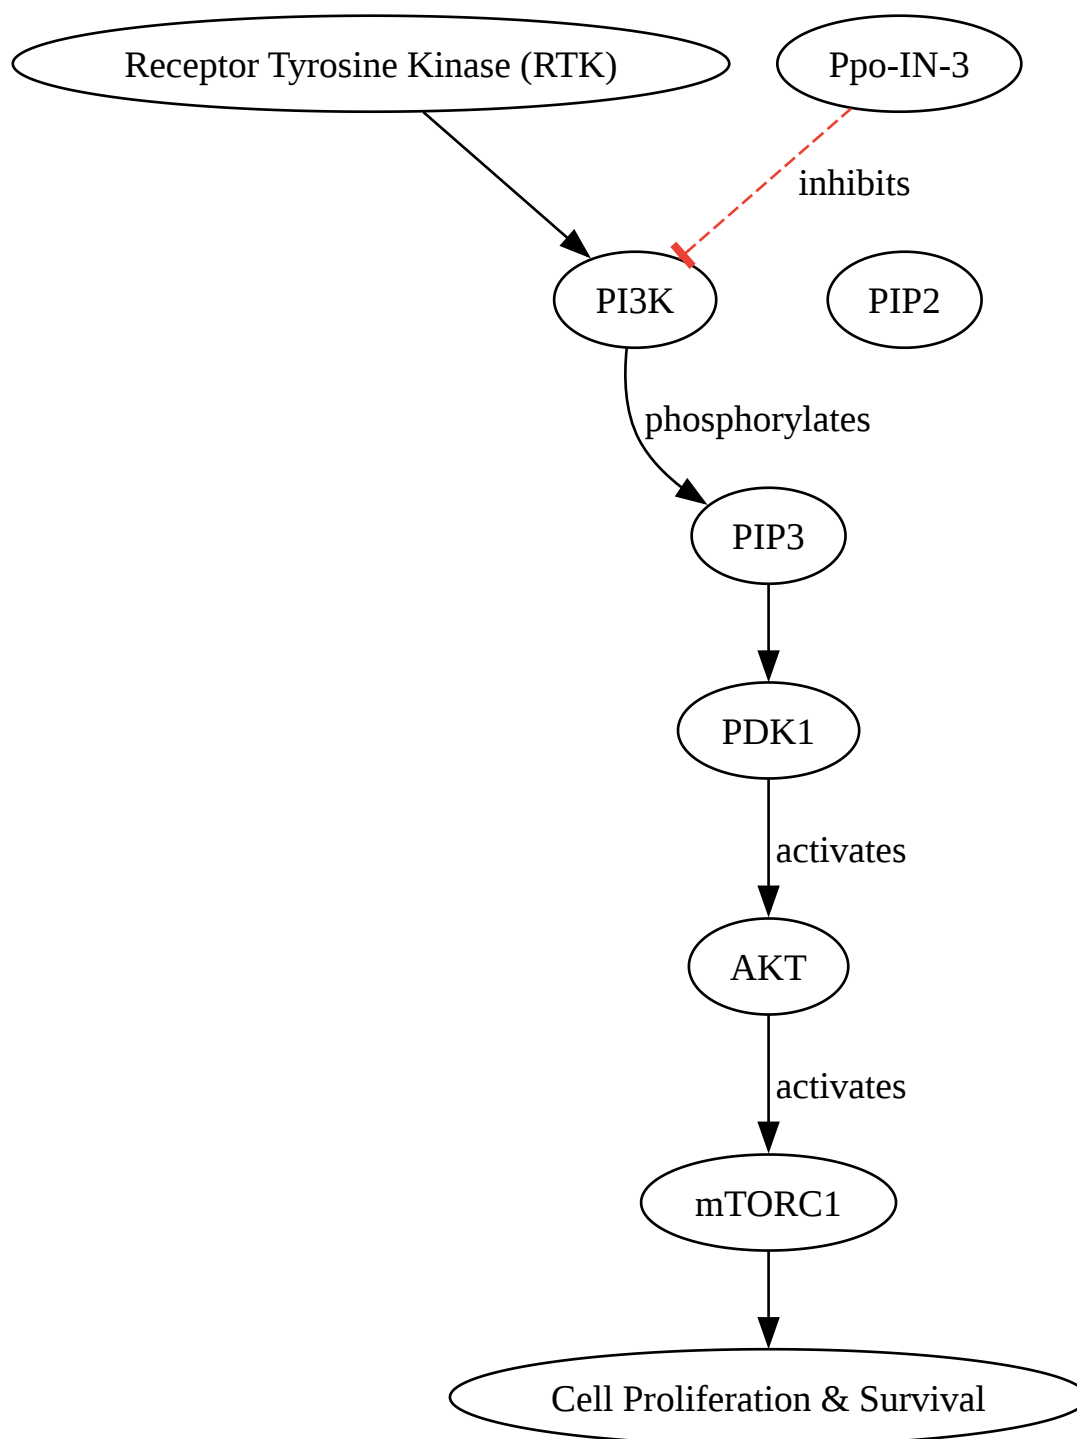 Receptor Tyrosine Kinase (RTK)
Ppo-IN-3
inhibits
PI3K
PIP2
phosphorylates
PIP3
PDK1
activates
AKT
activates
mTORC1
Cell Proliferation & Survival